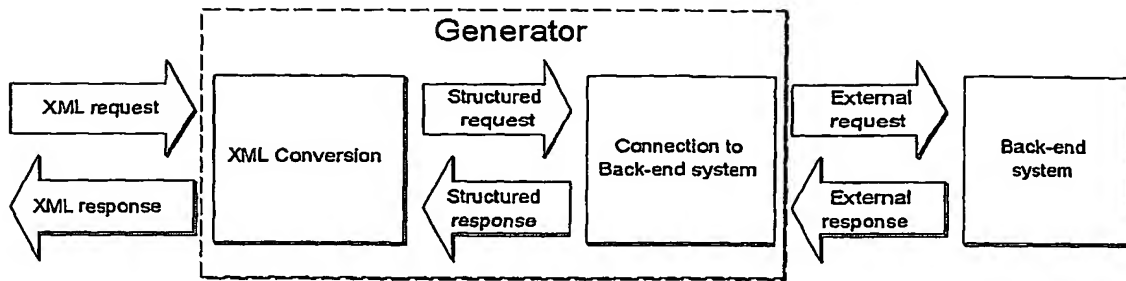 Generator
XML request
XML Conversion
XML response
Structured
request
Structured
response
Connection to
Back-end system
External
request
External
response
Back-end
system